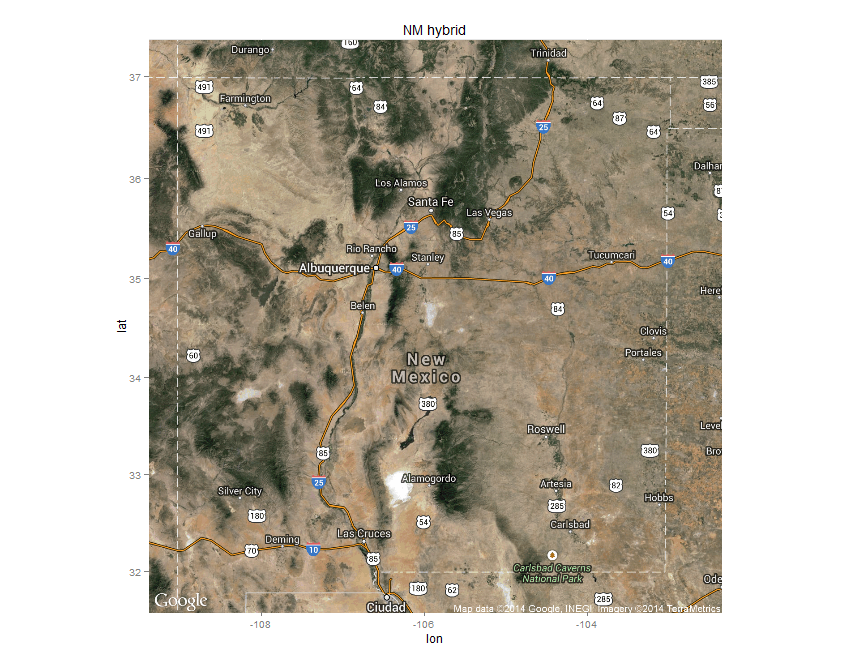 NM hybrid
160
Durango
Trinidad
37
491
64
385
Farmington
84
64
56
87
491
25
64
Dalhar
36
Los Alamos
Santa Fe
64
Las Vegas
Gallup
25
85
40
Rio Rancho
Stanley
Tucumcari
40
Albuquerque
40
40
35
Here
Belen
84
lat
Clovis
60
New
Mexico
Portales
34
380
Roswell
Level
85
380
Bro
33
25
Alamogordo
Artesia
82
Silver City
Hobbs
180
285
54
Carlsbad
Las Cruces
Deming
70
10
85
Carlsbad Caverns
National Park
32
Ode
180
62
285
Google
Ciudad
Map data ©2014 Google, INEGI Imagery ©2014 TerraMetrics
-108
-106
-104
lon